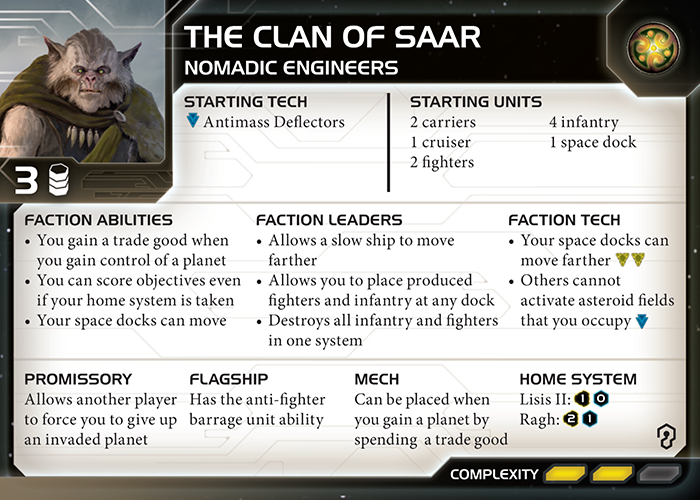 THE CLAN OF SAAR
NOMADIC ENGINEERS
3
STARTING TECH
Antimass Deflectors
STARTING UNITS
2 carriers
1 cruiser
2 fighters
4 infantry
1 space dock
FACTION ABILITIES
• You gain a trade good when
you gain control of a planet
• You can score objectives even
if your home system is taken
• Your space docks can move
FACTION LEADERS
• Allows a slow ship to move
farther
• Allows you to place produced
fighters and infantry at any dock
• Destroys all infantry and fighters
in one system
FACTION TECH
• Your space docks can
move farther
• Others cannot
activate asteroid fields
that you occupy
PROMISSORY
Allows another player
to force you to give up
an invaded planet
FLAGSHIP
Has the anti-fighter
barrage unit ability
MECH
Can be placed when
you gain a planet by
spending a trade good
HOME SYSTEM
Lisis II: 1 0
Ragh: 2 1
COMPLEXITY